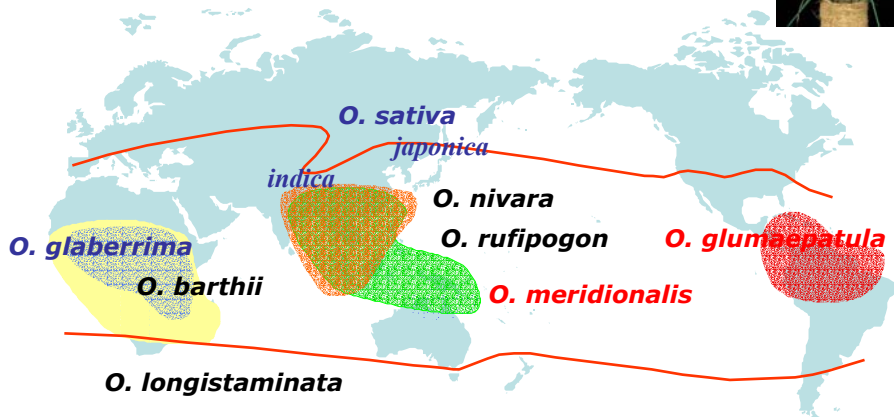 O. sativa
japonica
indica
O. nivara
O. rufipogon
O. glumaepatula
O. glaberrima
O. barthii
O. meridionalis
O. longistaminata